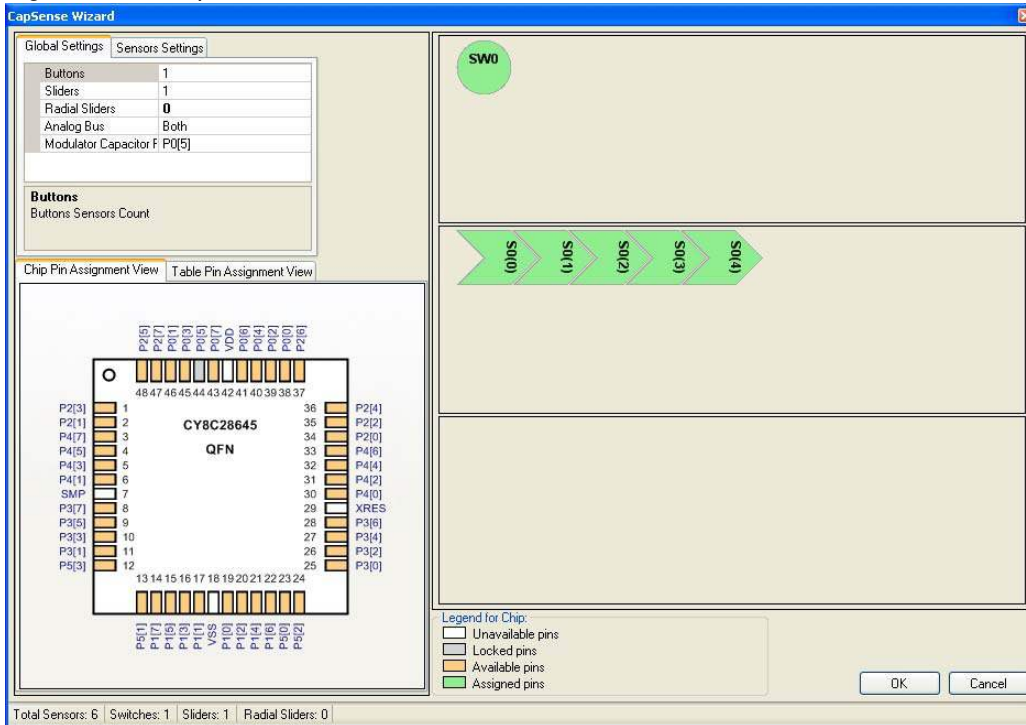 CapSense Wizard
Global Settings
Sensors Settings
Buttons 1
Sliders 1
Radial Sliders 0
Analog Bus Both
Modulator Capacitor F P0[5]
Buttons
Buttons Sensors Count
Chip Pin Assignment View
Table Pin Assignment View
P2[5] P2[7] P0[1] P0[3] P0[5] P0[7] VDD P0[6] P0[4] P0[2] P0[0] P2[6]
48 47 46 45 44 43 42 41 40 39 38 37
P2[3] 1 36 P2[4]
P2[1] 2 CY8C28645 35 P2[2]
P4[7] 3 34 P2[0]
P4[5] 4 QFN 33 P4[6]
P4[3] 5 32 P4[4]
P4[1] 6 31 P4[2]
SMP 7 30 P4[0]
P3[7] 8 29 XRES
P3[5] 9 28 P3[6]
P3[3] 10 27 P3[4]
P3[1] 11 26 P3[2]
P5[3] 12 25 P3[0]
13 14 15 16 17 18 19 20 21 22 23 24
P5[1] P1[7] P1[5] P1[3] P1[1] VSS P1[0] P1[2] P1[4] P1[6] P5[0] P5[2]
SW0
S0(0) S0(1) S0(2) S0(3) S0(4)
Legend for Chip:
Unavailable pins
Locked pins
Available pins
Assigned pins
OK
Cancel
Total Sensors: 6 Switches: 1 Sliders: 1 Radial Sliders: 0